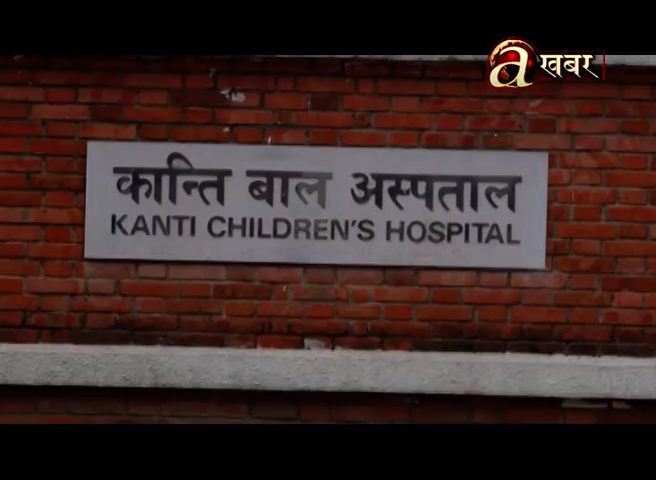 a खबर
कान्ति बाल अस्पताल
KANTI CHILDREN'S HOSPITAL